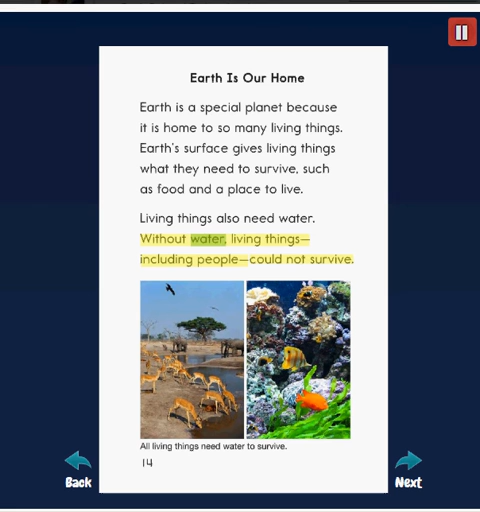 Earth Is Our Home
Earth is a special planet because
it is home to so many living things.
Earth's surface gives living things
what they need to survive, such
as food and a place to live.
Living things also need water.
Without water, living things—
including people—could not survive.
All living things need water to survive.
14
Back
Next